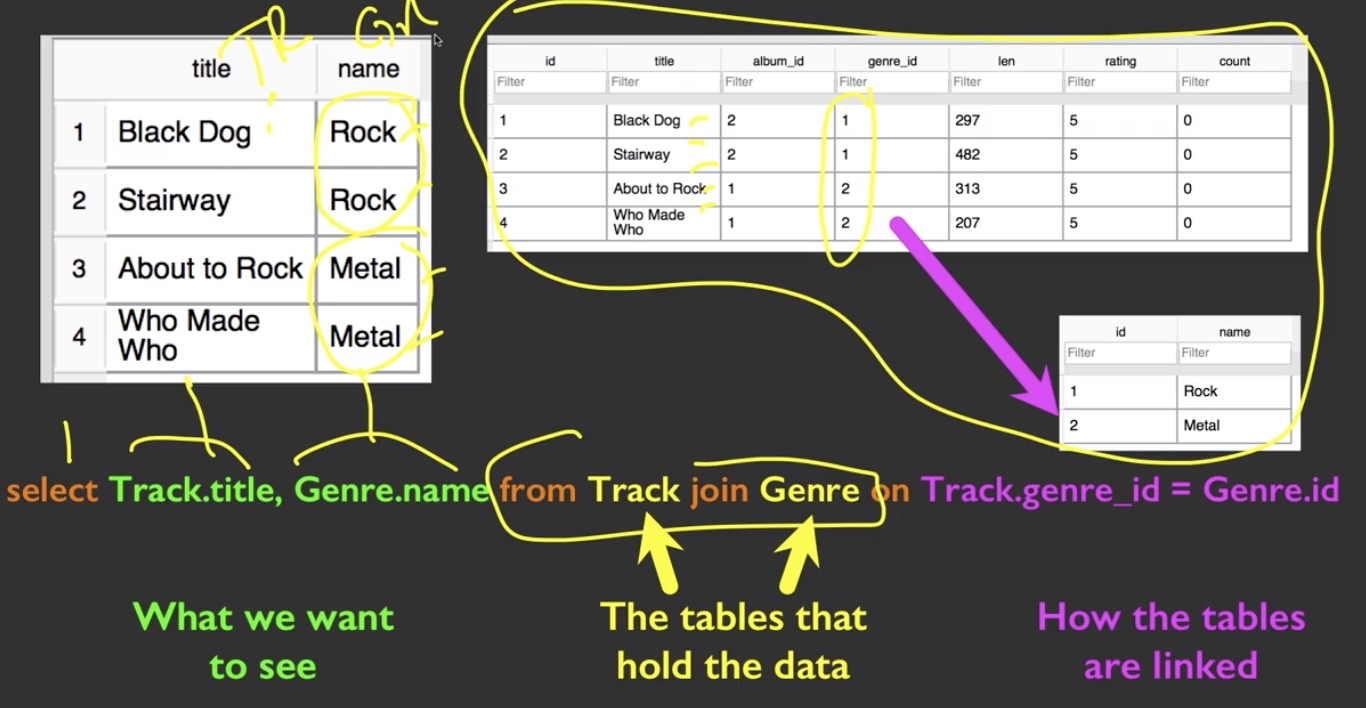 TR
title name
1 Black Dog Rock
2 Stairway Rock
3 About to Rock Metal
4 Who Made Who Metal
id title album_id genre_id len rating count
Filter Filter Filter Filter Filter Filter Filter
1 Black Dog 2 1 297 5 0
2 Stairway 2 1 482 5 0
3 About to Rock 1 2 313 5 0
4 Who Made Who 1 2 207 5 0
id name
Filter Filter
1 Rock
2 Metal
select Track.title, Genre.name from Track join Genre on Track.genre_id = Genre.id
What we want
to see
The tables that
hold the data
How the tables
are linked